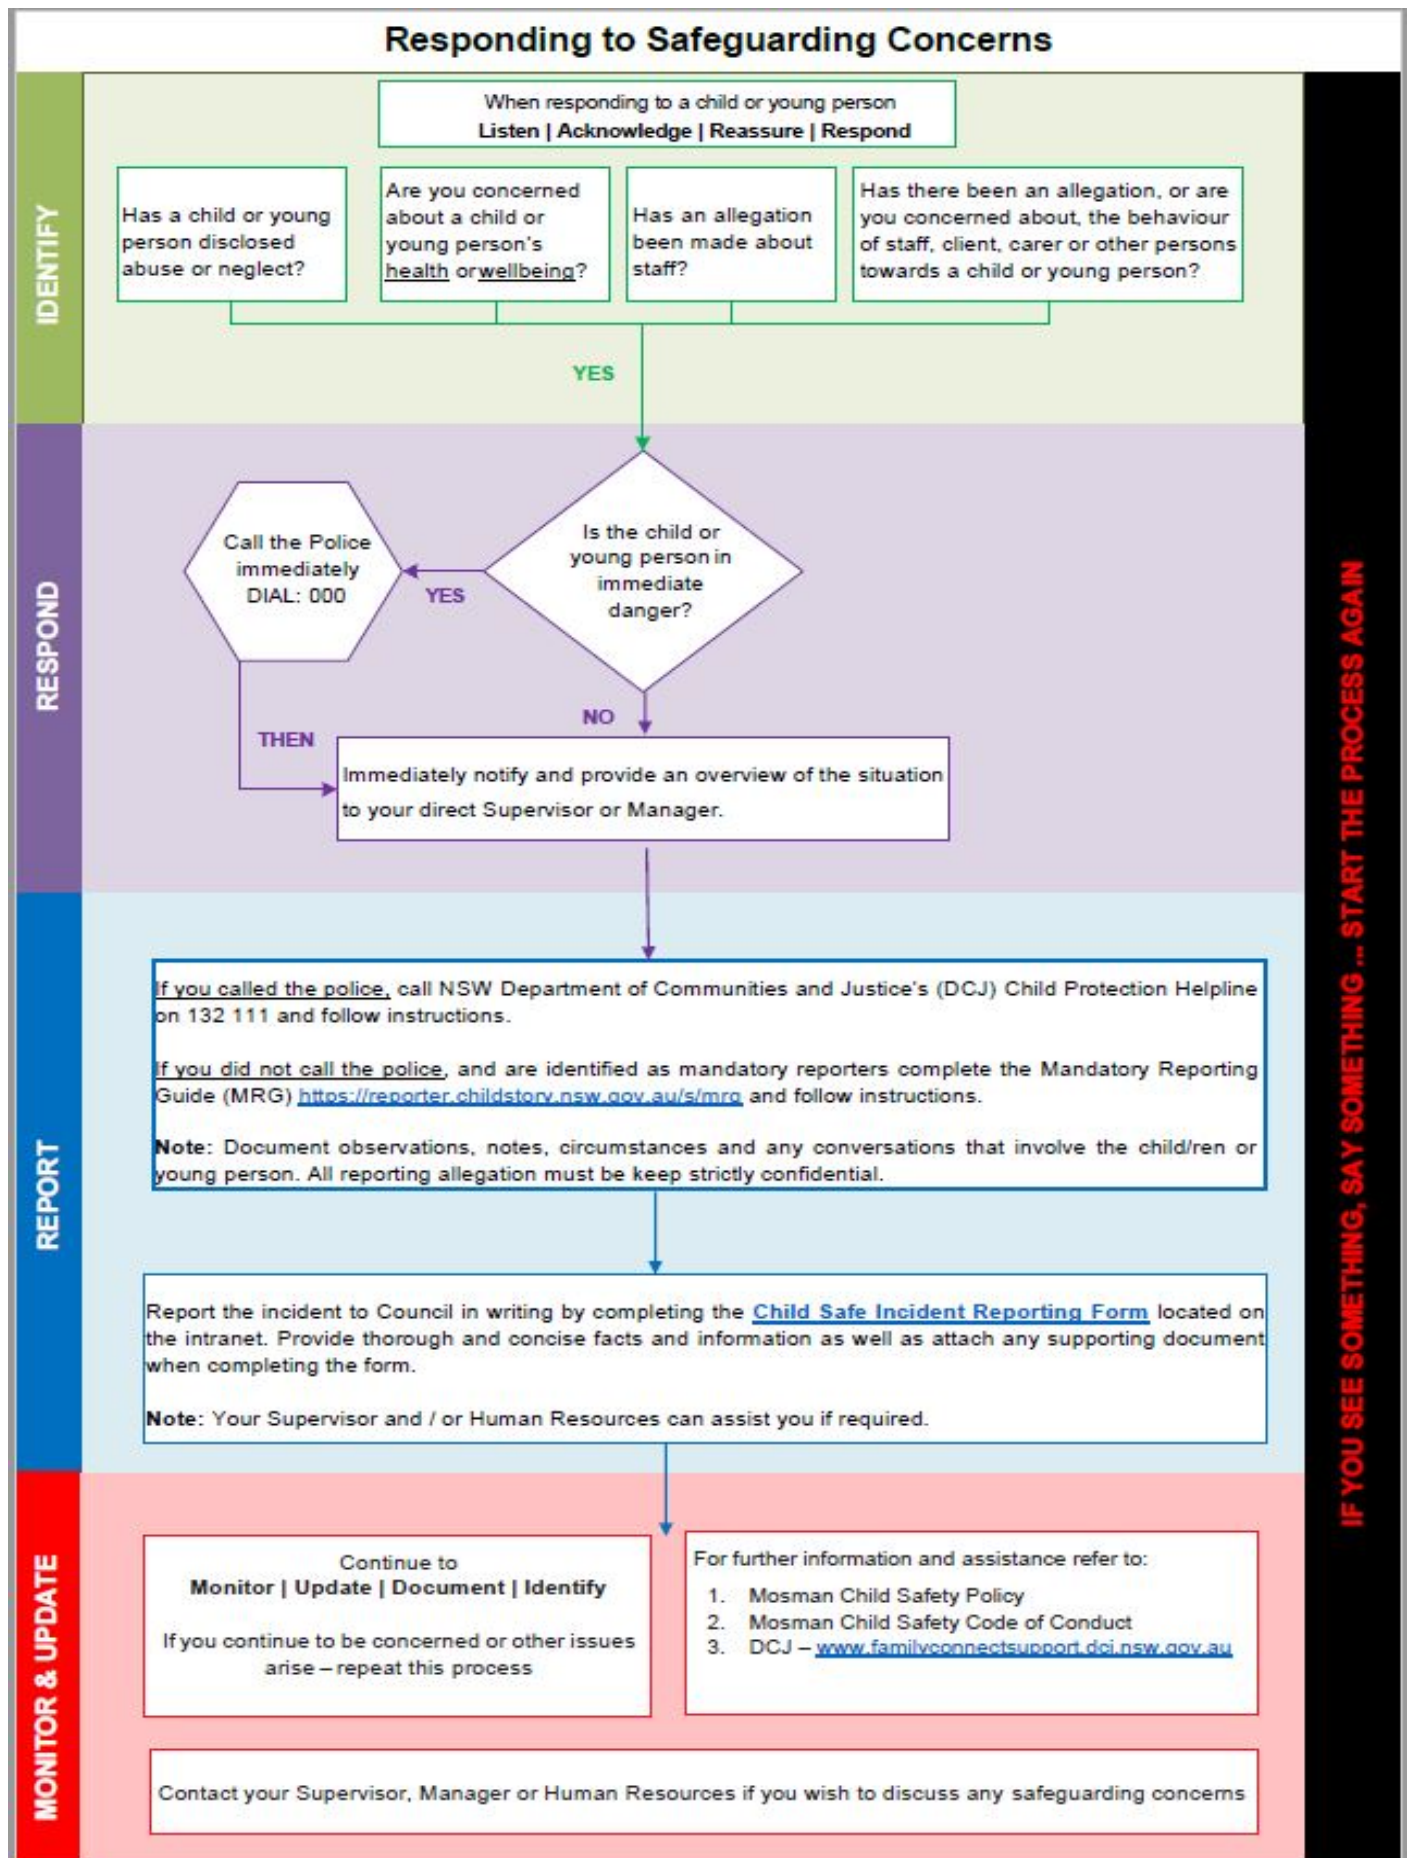 Responding to Safeguarding Concerns
IDENTIFY
When responding to a child or young person
Listen | Acknowledge | Reassure | Respond
Has a child or young
person disclosed
abuse or neglect?
Are you concerned
about a child or
young person's
health orwellbeing?
Has an allegation
been made about
staff?
Has there been an allegation, or are
you concerned about, the behaviour
of staff, client, carer or other persons
towards a child or young person?
YES
RESPOND
Call the Police
immediately
DIAL: 000
YES
Is the child or
young person in
immediate
danger?
NO
THEN
Immediately notify and provide an overview of the situation
to your direct Supervisor or Manager.
REPORT
If you called the police, call NSW Department of Communities and Justice's (DCJ) Child Protection Helpline
on 132 111 and follow instructions.
If you did not call the police, and are identified as mandatory reporters complete the Mandatory Reporting
Guide (MRG) https://reporter.childstory.nsw.gov.au/s/mrg and follow instructions.
Note: Document observations, notes, circumstances and any conversations that involve the child/ren or
young person. All reporting allegation must be keep strictly confidential.
Report the incident to Council in writing by completing the Child Safe Incident Reporting Form located on
the intranet. Provide thorough and concise facts and information as well as attach any supporting document
when completing the form.
Note: Your Supervisor and / or Human Resources can assist you if required.
MONITOR & UPDATE
Continue to
Monitor | Update | Document | Identify
If you continue to be concerned or other issues
arise – repeat this process
For further information and assistance refer to:
1. Mosman Child Safety Policy
2. Mosman Child Safety Code of Conduct
3. DCJ – www.familyconnectsupport.dcj.nsw.gov.au
Contact your Supervisor, Manager or Human Resources if you wish to discuss any safeguarding concerns
IF YOU SEE SOMETHING, SAY SOMETHING ... START THE PROCESS AGAIN